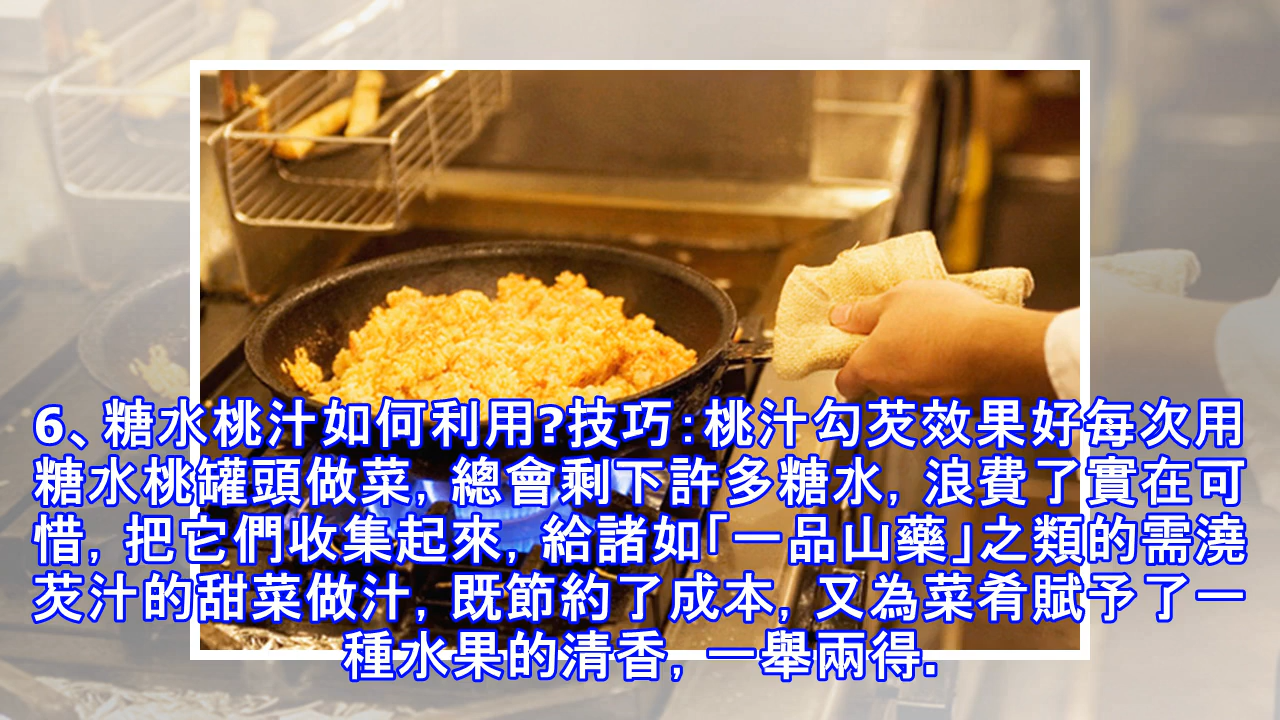 6、糖水桃汁如何利用?技巧:桃汁勾芡效果好每次用
糖水桃罐頭做菜, 總會剩下許多糖水, 浪費了實在可
惜, 把它們收集起來, 給諸如「一品山藥」之類的需澆
芡汁的甜菜做汁, 既節約了成本, 又為菜肴賦予了一
種水果的清香, 一舉兩得.